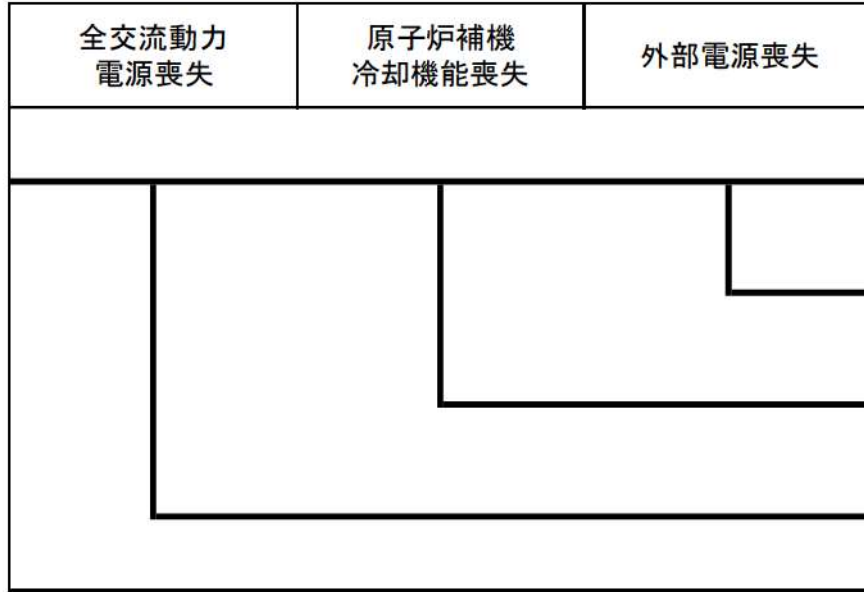 全交流動力
電源喪失
原子炉補機
冷却機能喪失
外部電源喪失